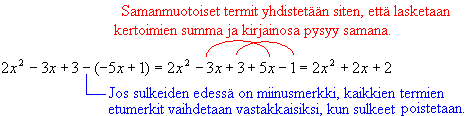 Samanmuotoiset termit yhdistetään siten, että lasketaan
kertoimien summa ja kirjainosa pysyy samana.
2x² − 3x + 3 − (−5x + 1) = 2x² − 3x + 3 + 5x − 1 = 2x² + 2x + 2
Jos sulkeiden edessä on miinusmerkki, kaikkien termien
etumerkit vaihdetaan vastakkaisiksi, kun sulkeet poistetaan.